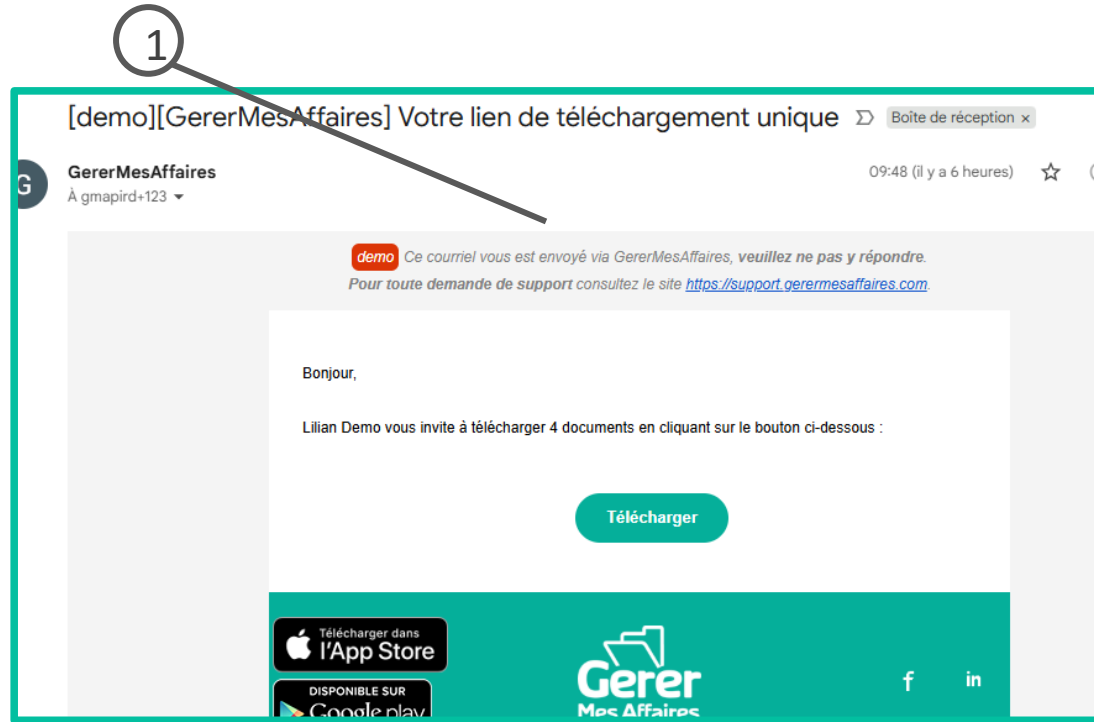 1
[demo][GererMesAffaires] Votre lien de téléchargement unique Boîte de réception ×
G
GererMesAffaires 09:48 (il y a 6 heures)
À gmapird+123
demo Ce courriel vous est envoyé via GererMesAffaires, veuillez ne pas y répondre.
Pour toute demande de support consultez le site https://support.gerermesaffaires.com.
Bonjour,
Lilian Demo vous invite à télécharger 4 documents en cliquant sur le bouton ci-dessous :
Télécharger
Télécharger dans
l'App Store
DISPONIBLE SUR
Google play
Gerer
Mes Affaires
f in